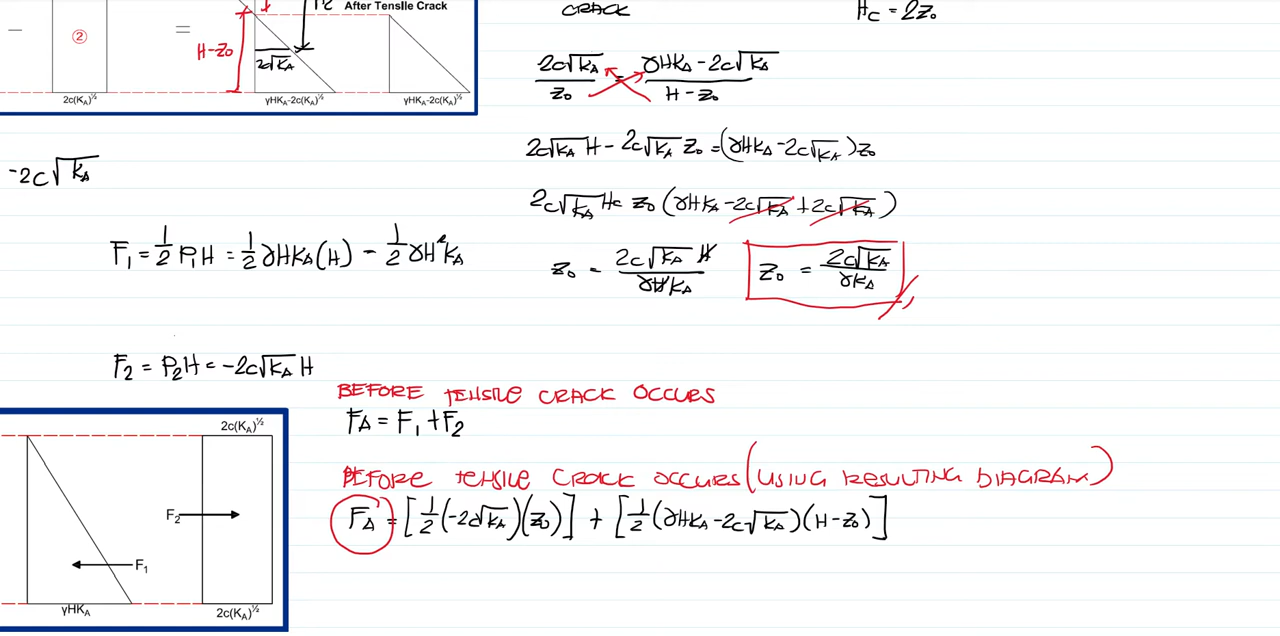 After Tensile Crack
CRACK
Hc = 2z₀
②
=
H-z₀
2c√KA
2c(KA)^½
γHKA-2c(KA)^½
γHKA-2c(KA)^½
2c√KA / z₀ = γHKA - 2c√KA / H - z₀
2c√KA H - 2c√KA z₀ = (γHKA - 2c√KA) z₀
-2c√KA
2c√KA H = z₀ (γHKA - 2c√KA + 2c√KA)
F₁ = 1/2 P₁H = 1/2 γHKA(H) - 1/2 γH²KA
z₀ = 2c√KA H / γHKA
z₀ = 2c√KA / γKA
F₂ = P₂H = -2c√KA H
BEFORE TENSILE CRACK OCCURS
FA = F₁ + F₂
BEFORE TENSILE CRACK OCCURS (USING RESULTING DIAGRAM)
FA = [1/2 (-2c√KA)(z₀)] + [1/2 (γHKA - 2c√KA)(H - z₀)]
2c(KA)^½
F₂
F₁
γHKA
2c(KA)^½